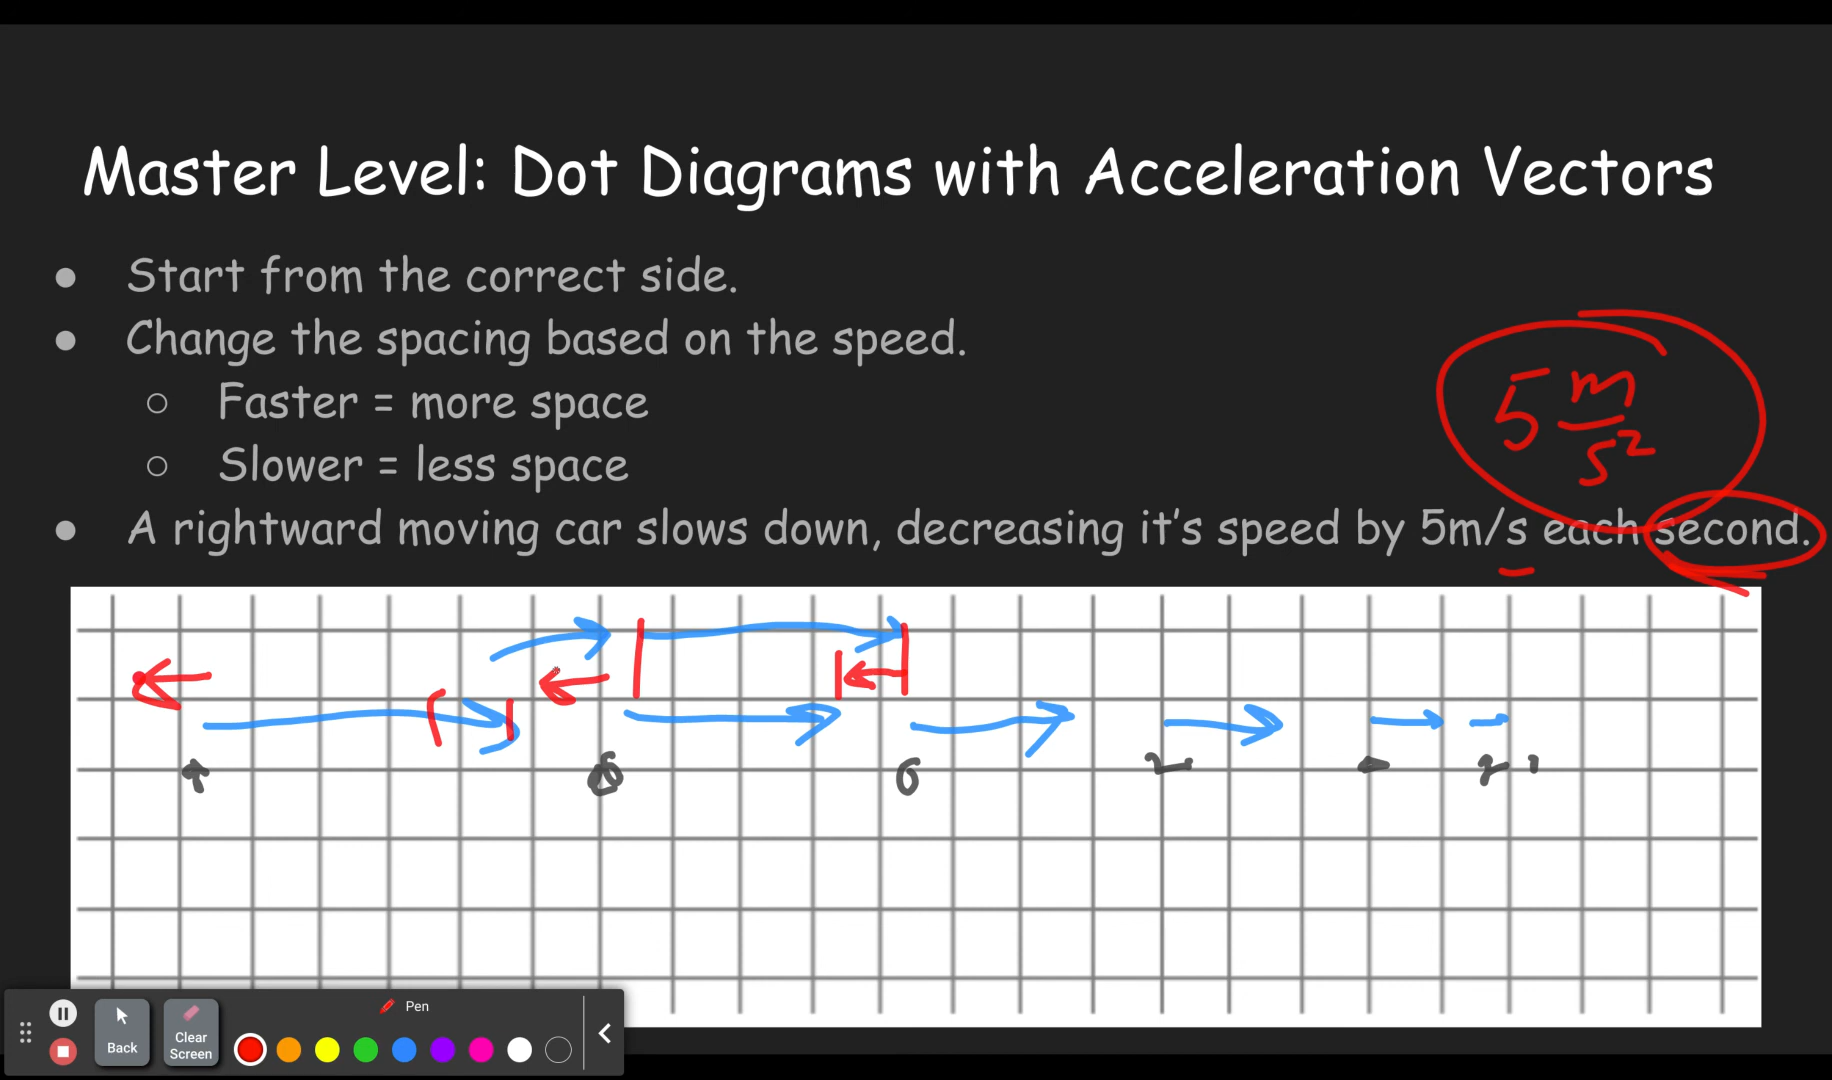 Master Level: Dot Diagrams with Acceleration Vectors
● Start from the correct side.
● Change the spacing based on the speed.
○ Faster = more space
○ Slower = less space
5 m/s²
● A rightward moving car slows down, decreasing it's speed by 5m/s each second.
Pen
Back
Clear
Screen